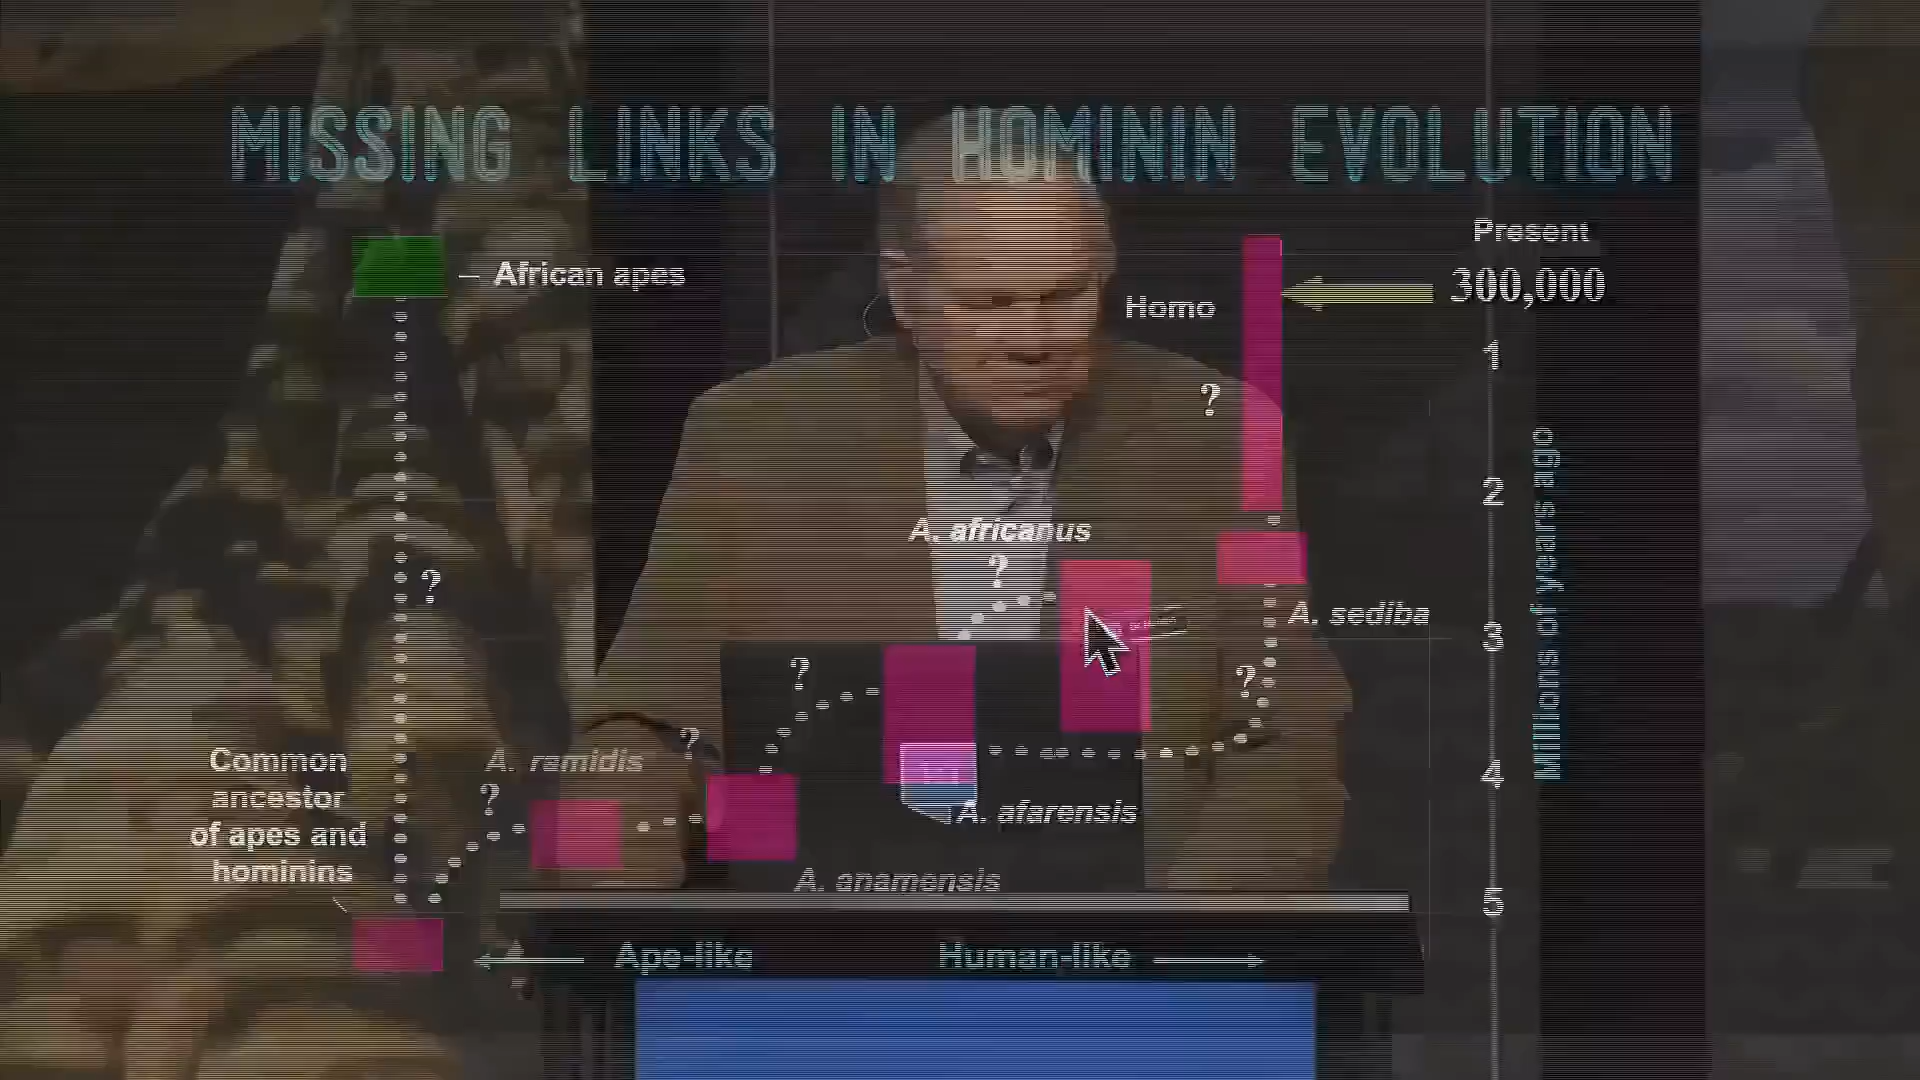 MISSING LINKS IN HOMININ EVOLUTION
Present
African apes
300,000
Homo
1
?
2
A. africanus
?
?
A. sediba
3
?
?
Millions of years ago
?
Common
ancestor
of apes and
hominins
A. ramidis
?
4
A. afarensis
A. anamensis
5
Ape-like
Human-like